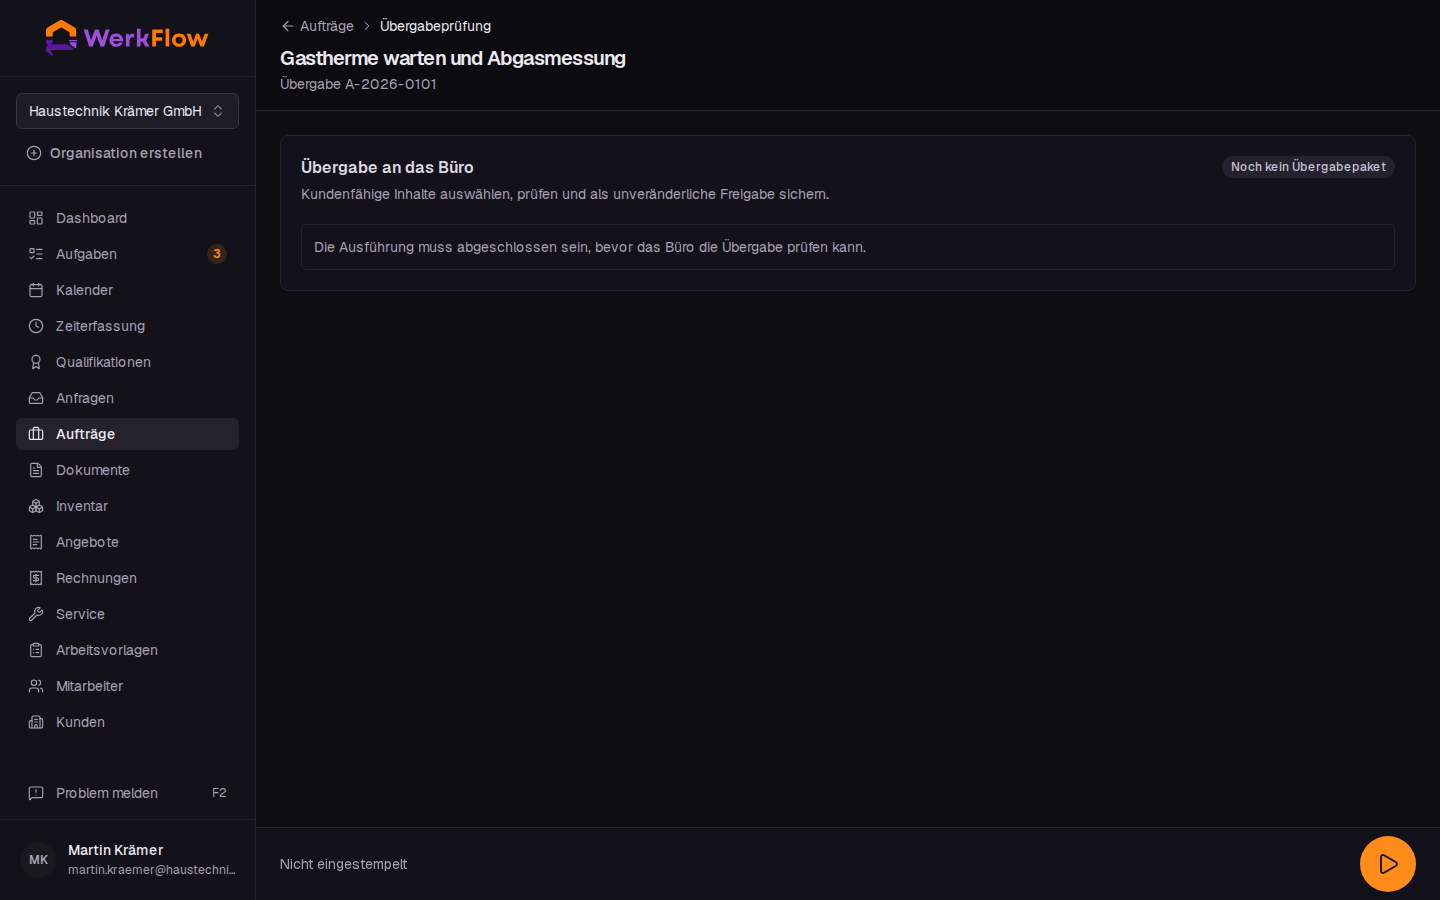 WerkFlow
Haustechnik Krämer GmbH
Organisation erstellen
Dashboard
Aufgaben 3
Kalender
Zeiterfassung
Qualifikationen
Anfragen
Aufträge
Dokumente
Inventar
Angebote
Rechnungen
Service
Arbeitsvorlagen
Mitarbeiter
Kunden
Problem melden F2
MK
Martin Krämer
martin.kraemer@haustechni...
Aufträge > Übergabeprüfung
Gastherme warten und Abgasmessung
Übergabe A-2026-0101
Übergabe an das Büro
Noch kein Übergabepaket
Kundenfähige Inhalte auswählen, prüfen und als unveränderliche Freigabe sichern.
Die Ausführung muss abgeschlossen sein, bevor das Büro die Übergabe prüfen kann.
Nicht eingestempelt